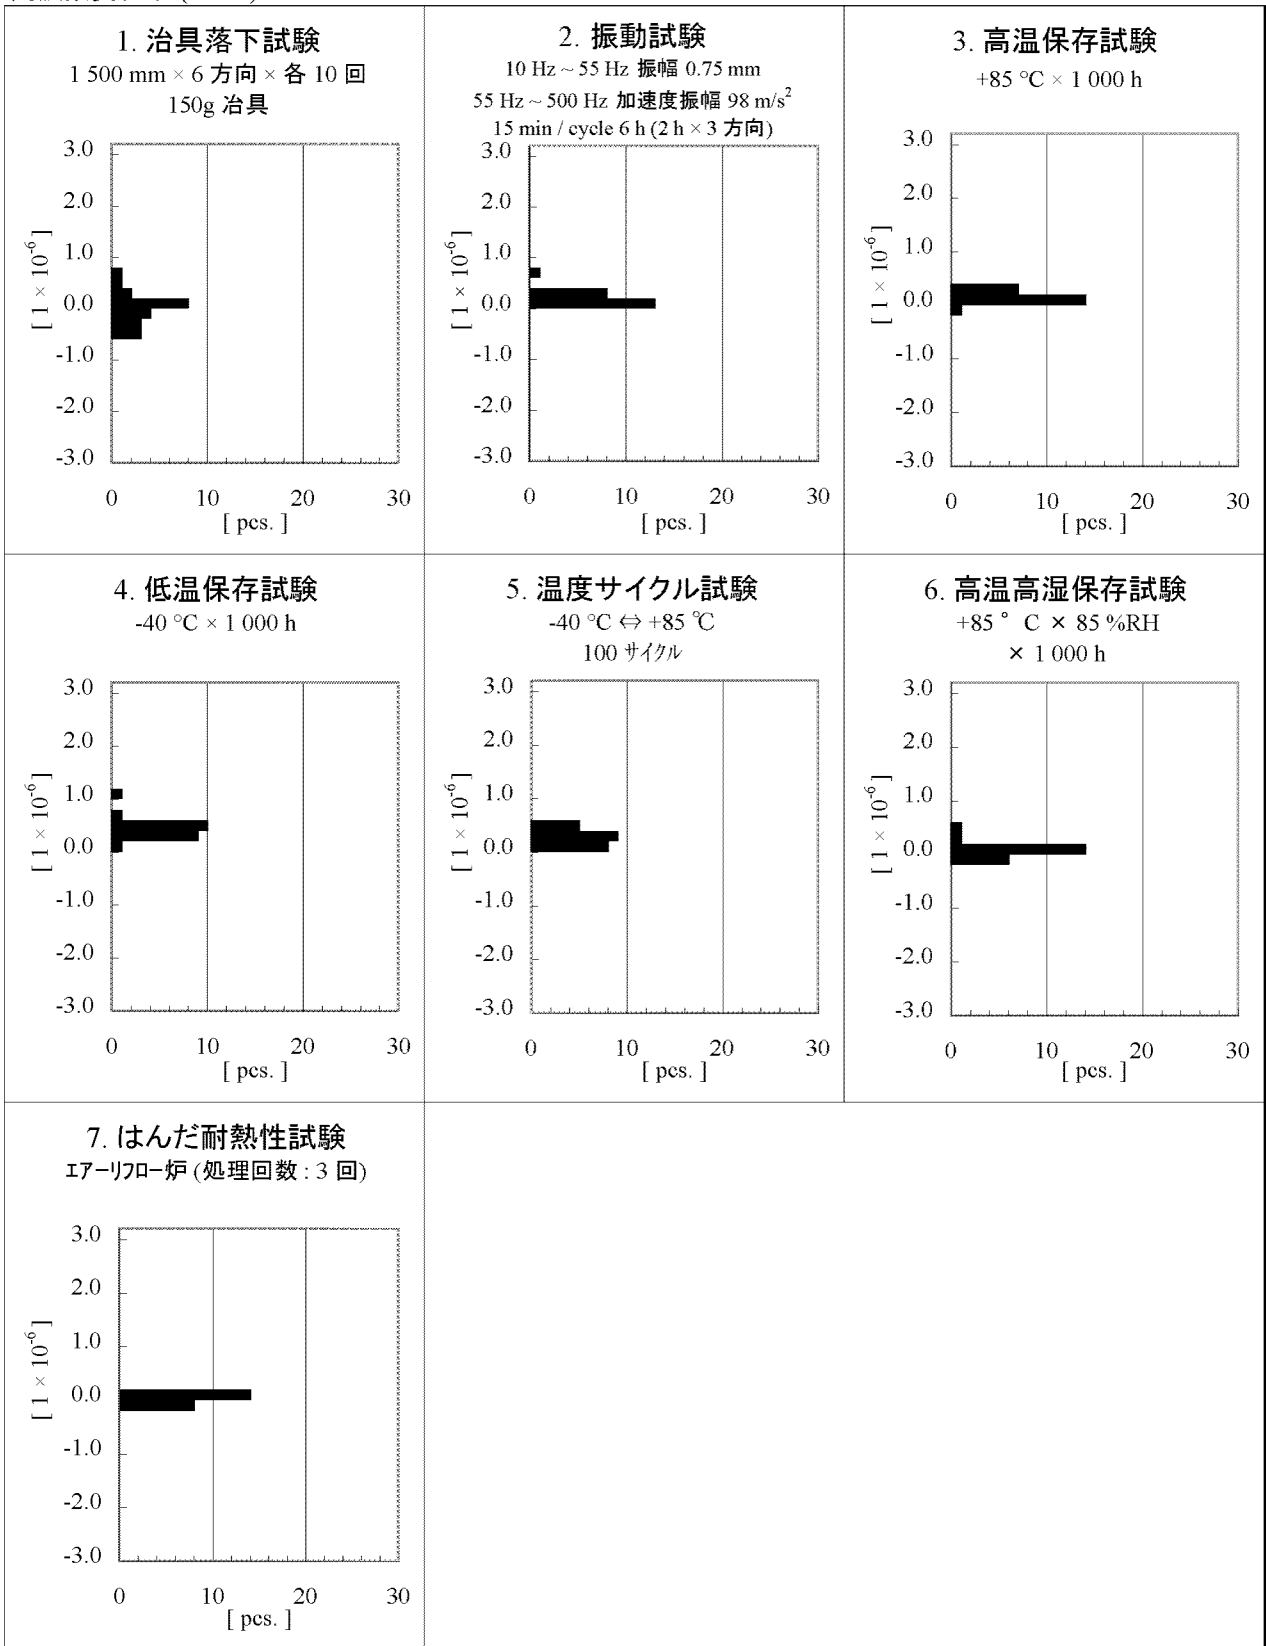 1. 治具落下試験
1 500 mm × 6 方向 × 各 10 回
150g 冶具
3.0
2.0
1.0
0.0
-1.0
-2.0
-3.0
[ 1 × 10⁻⁶ ]
0 10 20 30
[ pcs. ]
2. 振動試験
10 Hz ~ 55 Hz 振幅 0.75 mm
55 Hz ~ 500 Hz 加速度振幅 98 m/s²
15 min / cycle 6 h (2 h × 3 方向)
3.0
2.0
1.0
0.0
-1.0
-2.0
-3.0
[ 1 × 10⁻⁶ ]
0 10 20 30
[ pcs. ]
3. 高温保存試験
+85 °C × 1 000 h
3.0
2.0
1.0
0.0
-1.0
-2.0
-3.0
[ 1 × 10⁻⁶ ]
0 10 20 30
[ pcs. ]
4. 低温保存試験
-40 °C × 1 000 h
3.0
2.0
1.0
0.0
-1.0
-2.0
-3.0
[ 1 × 10⁻⁶ ]
0 10 20 30
[ pcs. ]
5. 温度サイクル試験
-40 °C ⇔ +85 ℃
100 ｻｲｸﾙ
3.0
2.0
1.0
0.0
-1.0
-2.0
-3.0
[ 1 × 10⁻⁶ ]
0 10 20 30
[ pcs. ]
6. 高温高湿保存試験
+85 ° C × 85 %RH
× 1 000 h
3.0
2.0
1.0
0.0
-1.0
-2.0
-3.0
[ 1 × 10⁻⁶ ]
0 10 20 30
[ pcs. ]
7. はんだ耐熱性試験
ｴｱｰﾘﾌﾛｰ炉 (処理回数 : 3 回)
3.0
2.0
1.0
0.0
-1.0
-2.0
-3.0
[ 1 × 10⁻⁶ ]
0 10 20 30
[ pcs. ]